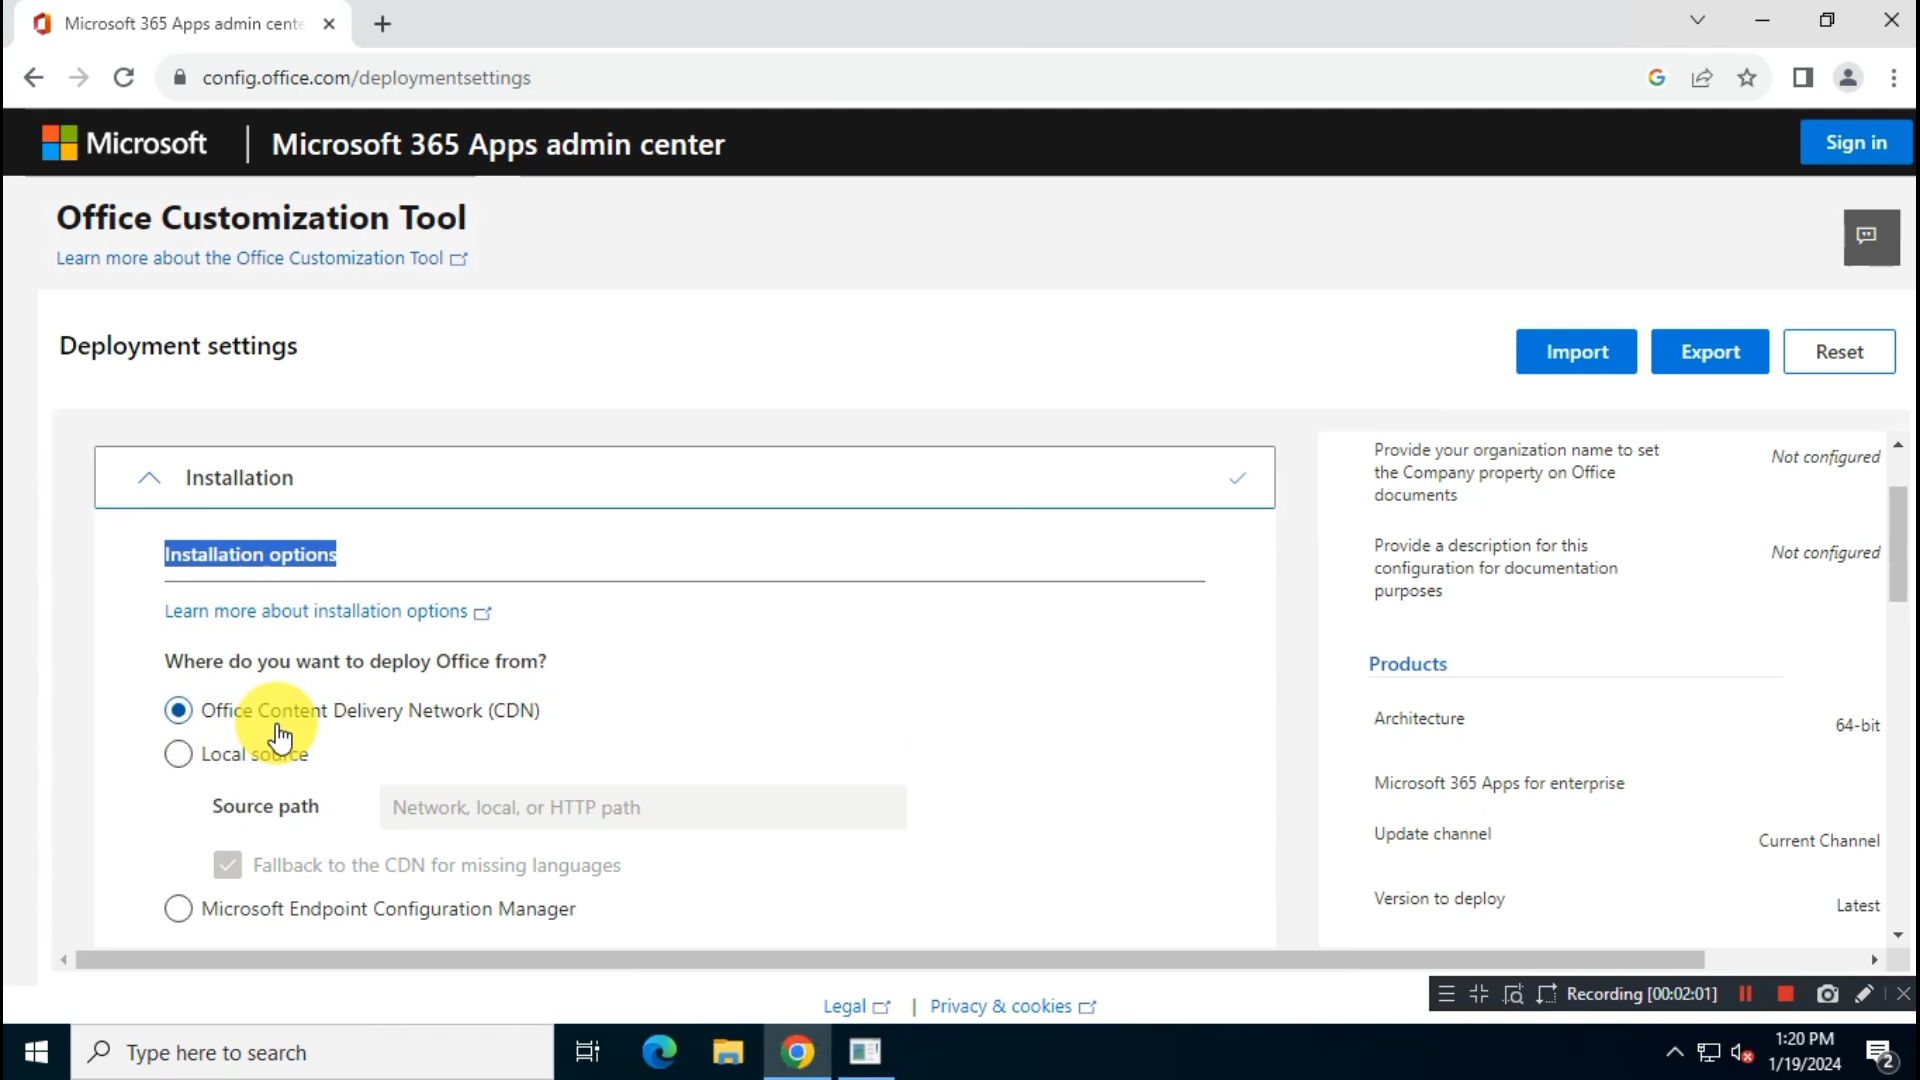 Microsoft 365 Apps admin cente
config.office.com/deploymentsettings
Microsoft
Microsoft 365 Apps admin center
Sign in
Office Customization Tool
Learn more about the Office Customization Tool
Deployment settings
Import
Export
Reset
Installation
Installation options
Learn more about installation options
Where do you want to deploy Office from?
Office Content Delivery Network (CDN)
Local source
Source path
Network, local, or HTTP path
Fallback to the CDN for missing languages
Microsoft Endpoint Configuration Manager
Provide your organization name to set
the Company property on Office
documents
Not configured
Provide a description for this
configuration for documentation
purposes
Not configured
Products
Architecture
64-bit
Microsoft 365 Apps for enterprise
Update channel
Current Channel
Version to deploy
Latest
Recording [00:02:01]
Legal | Privacy & cookies
Type here to search
1:20 PM
1/19/2024
2